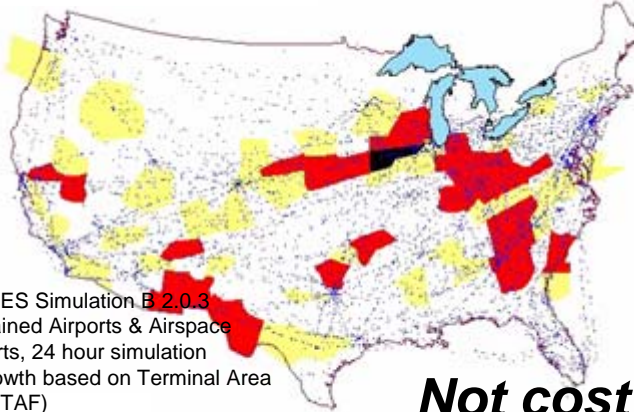 ES Simulation B 2.0.3
ained Airports & Airspace
rts, 24 hour simulation
owth based on Terminal Area
TAF)
Not cost